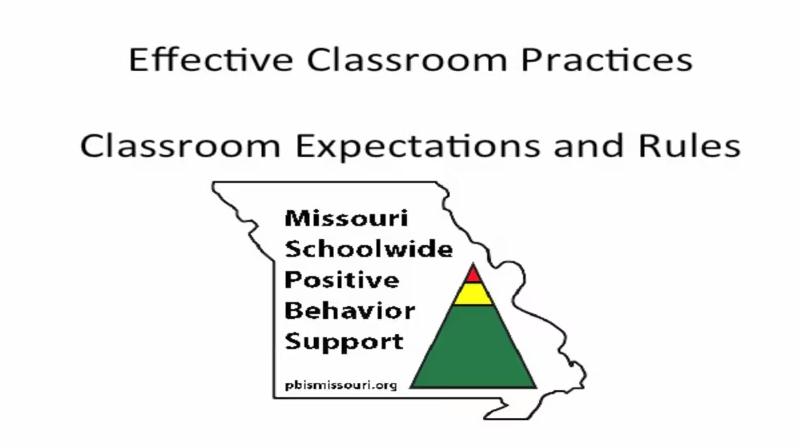 Effective Classroom Practices
Classroom Expectations and Rules
Missouri
Schoolwide
Positive
Behavior
Support
pbismissouri.org